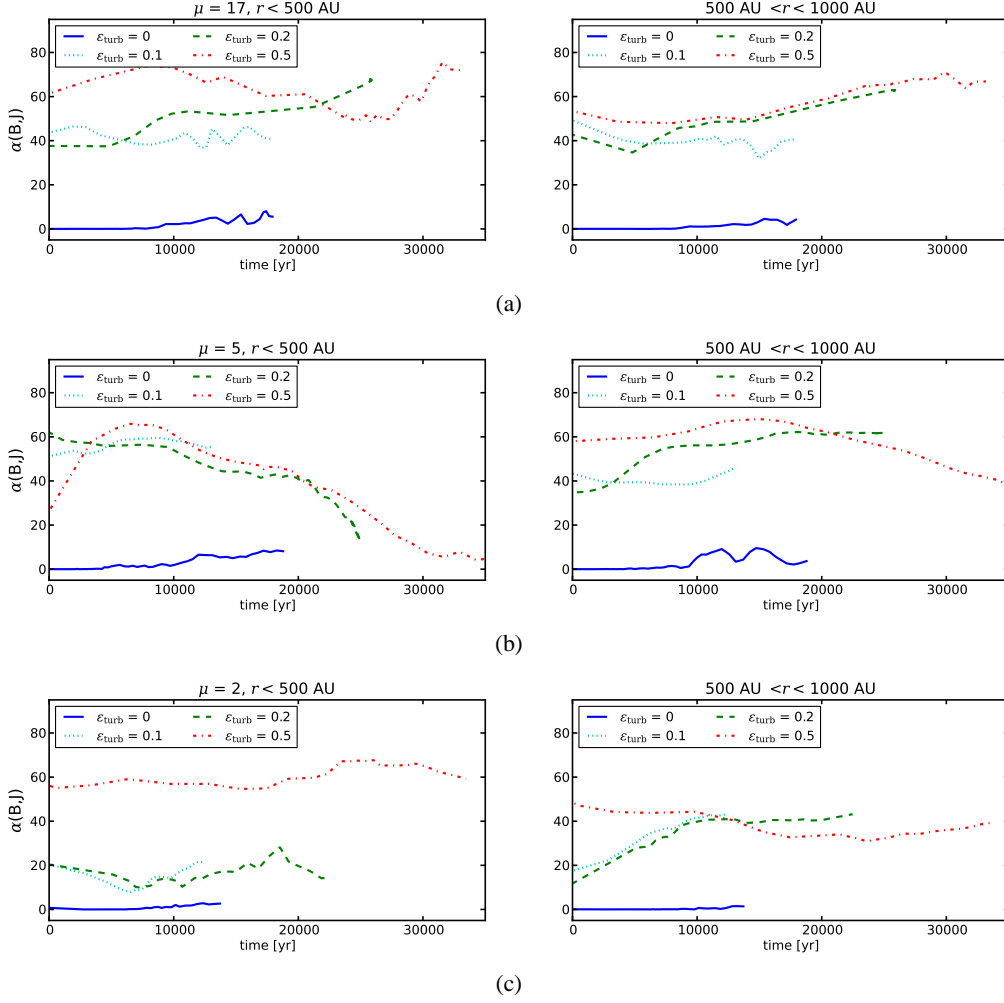 μ = 17, r < 500 AU
500 AU < r < 1000 AU
α(B,J)
80
60
40
20
0
ε_turb = 0
ε_turb = 0.1
ε_turb = 0.2
ε_turb = 0.5
0 10000 20000 30000
time [yr]
80
60
40
20
0
ε_turb = 0
ε_turb = 0.1
ε_turb = 0.2
ε_turb = 0.5
0 10000 20000 30000
time [yr]
(a)
μ = 5, r < 500 AU
500 AU < r < 1000 AU
α(B,J)
80
60
40
20
0
ε_turb = 0
ε_turb = 0.1
ε_turb = 0.2
ε_turb = 0.5
0 10000 20000 30000
time [yr]
80
60
40
20
0
ε_turb = 0
ε_turb = 0.1
ε_turb = 0.2
ε_turb = 0.5
0 10000 20000 30000
time [yr]
(b)
μ = 2, r < 500 AU
500 AU < r < 1000 AU
α(B,J)
80
60
40
20
0
ε_turb = 0
ε_turb = 0.1
ε_turb = 0.2
ε_turb = 0.5
0 10000 20000 30000
time [yr]
80
60
40
20
0
ε_turb = 0
ε_turb = 0.1
ε_turb = 0.2
ε_turb = 0.5
0 10000 20000 30000
time [yr]
(c)